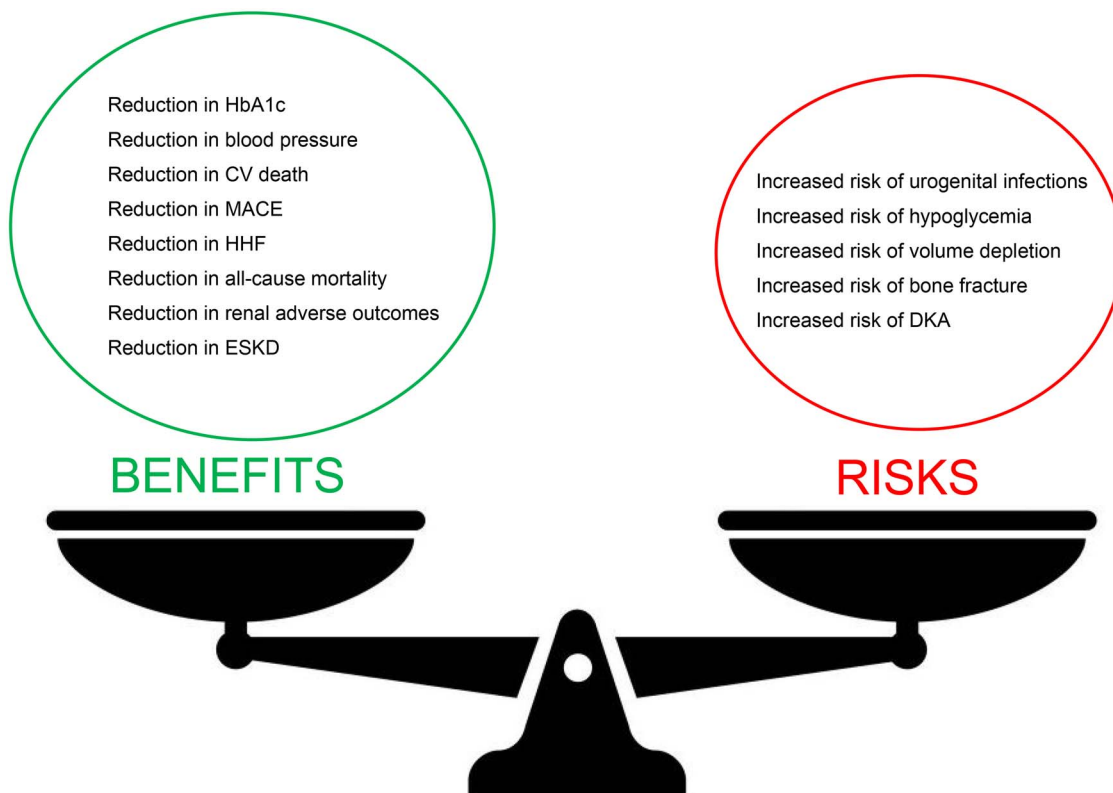 Reduction in HbA1c
Reduction in blood pressure
Reduction in CV death
Reduction in MACE
Reduction in HHF
Reduction in all-cause mortality
Reduction in renal adverse outcomes
Reduction in ESKD
BENEFITS
Increased risk of urogenital infections
Increased risk of hypoglycemia
Increased risk of volume depletion
Increased risk of bone fracture
Increased risk of DKA
RISKS